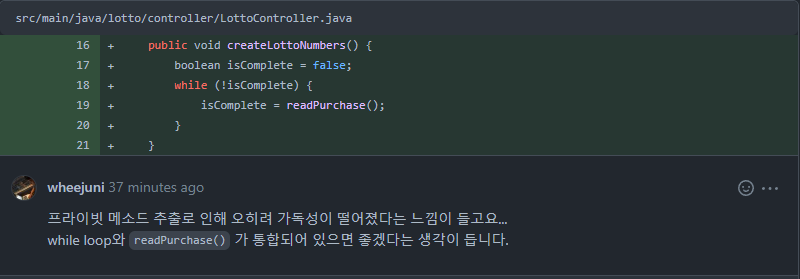 src/main/java/lotto/controller/LottoController.java
16 + public void createLottoNumbers() {
17 + boolean isComplete = false;
18 + while (!isComplete) {
19 + isComplete = readPurchase();
20 + }
21 + }
wheejuni 37 minutes ago
프라이빗 메소드 추출로 인해 오히려 가독성이 떨어졌다는 느낌이 들고요...
while loop와 readPurchase() 가 통합되어 있으면 좋겠다는 생각이 듭니다.